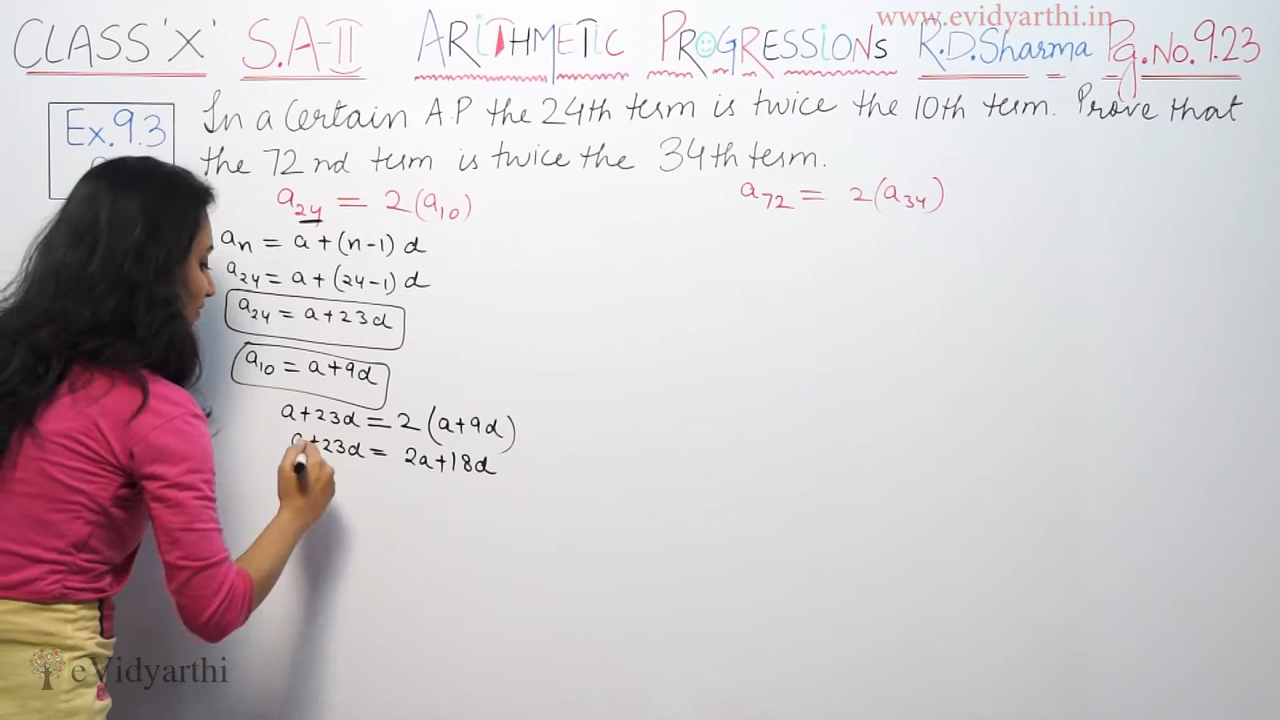 www.evidyarthi.in
CLASS 'X' S.A-II ARITHMETIC PROGRESSIONS R.D.Sharma Pg.No.9.23
Ex.9.3
In a Certain A.P the 24th term is twice the 10th term. Prove that
the 72nd term is twice the 34th term.
a₂₄ = 2(a₁₀)
a₇₂ = 2(a₃₄)
aₙ = a+(n-1) d
a₂₄ = a+(24-1) d
a₂₄ = a+23d
a₁₀ = a+9d
a+23d = 2(a+9d)
a+23d = 2a+18d
eVidyarthi